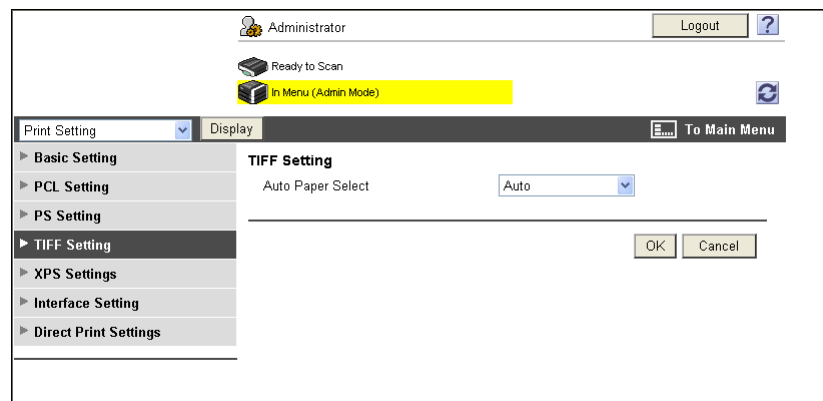 Administrator
Logout
?
Ready to Scan
In Menu (Admin Mode)
Print Setting
Display
To Main Menu
Basic Setting
PCL Setting
PS Setting
TIFF Setting
XPS Settings
Interface Setting
Direct Print Settings
TIFF Setting
Auto Paper Select
Auto
OK
Cancel